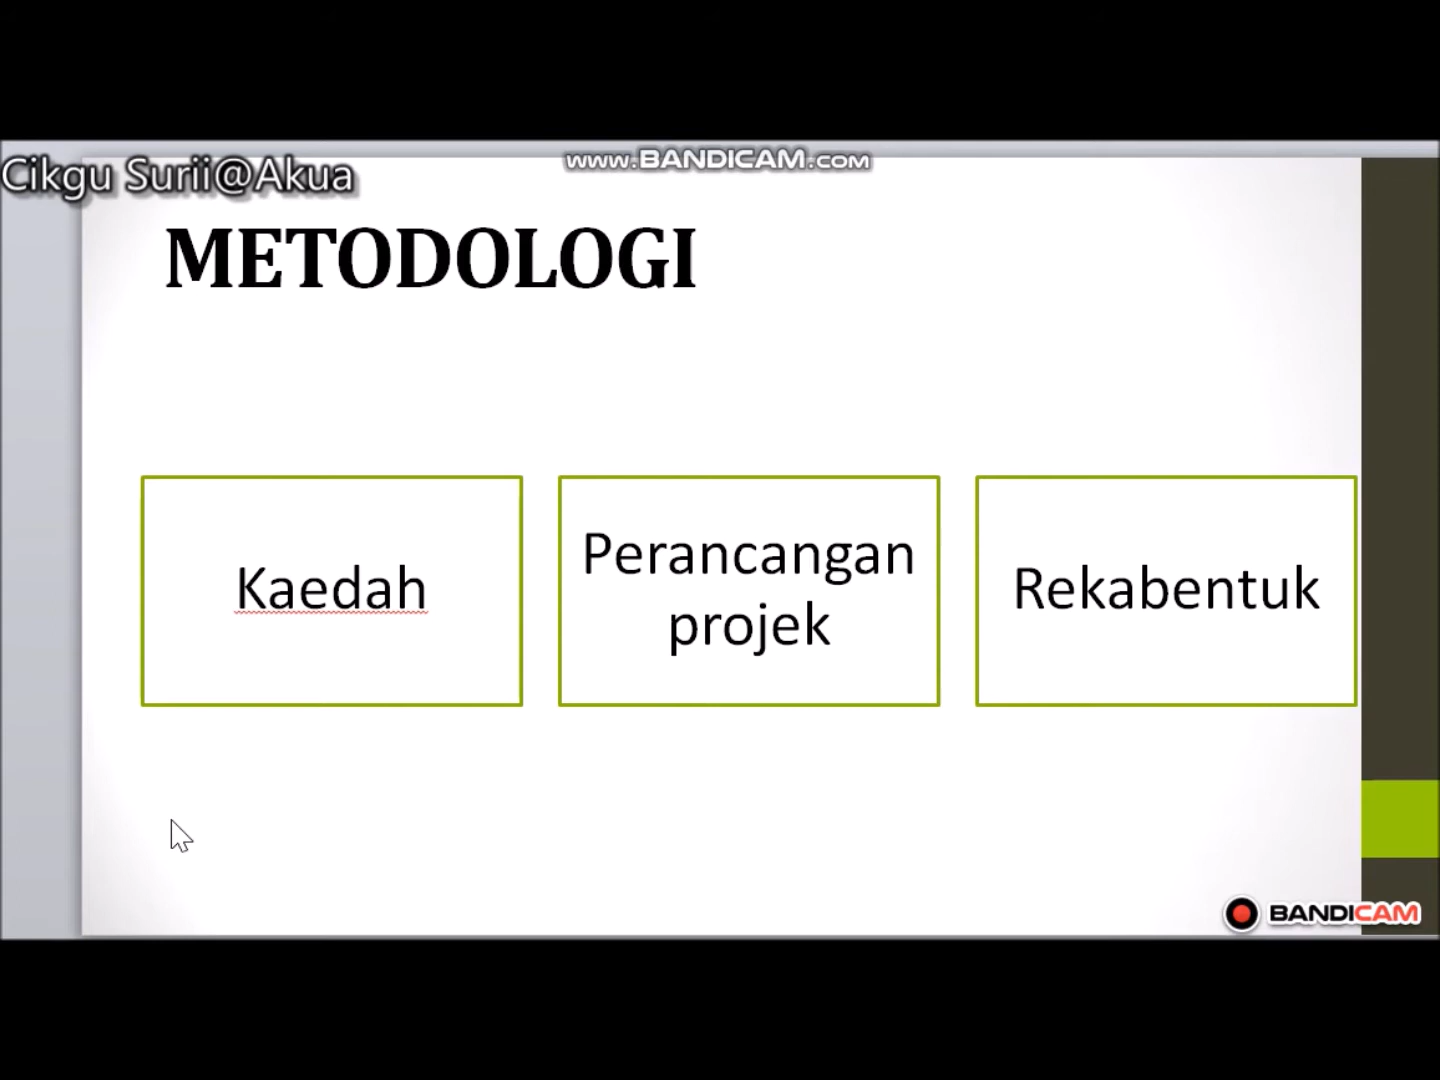 www.BANDICAM.com
Cikgu Surii@Akua
METODOLOGI
Kaedah
Perancangan
projek
Rekabentuk
BANDICAM